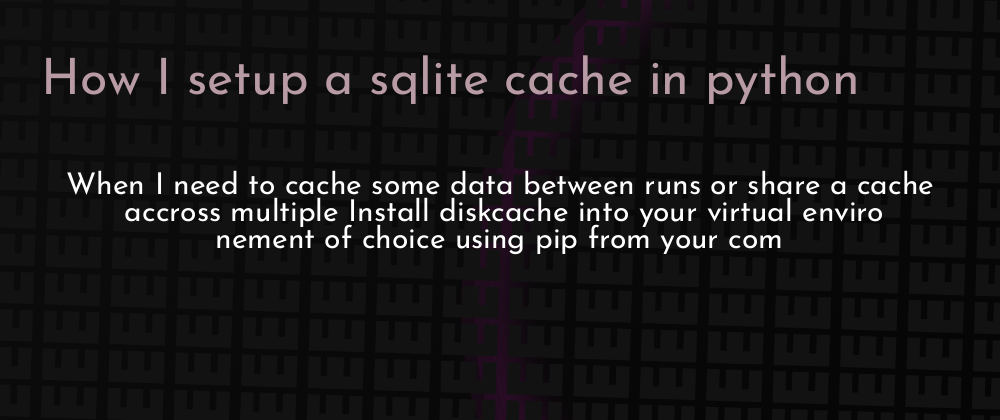 How I setup a sqlite cache in python
When I need to cache some data between runs or share a cache
accross multiple Install diskcache into your virtual enviro
nement of choice using pip from your com